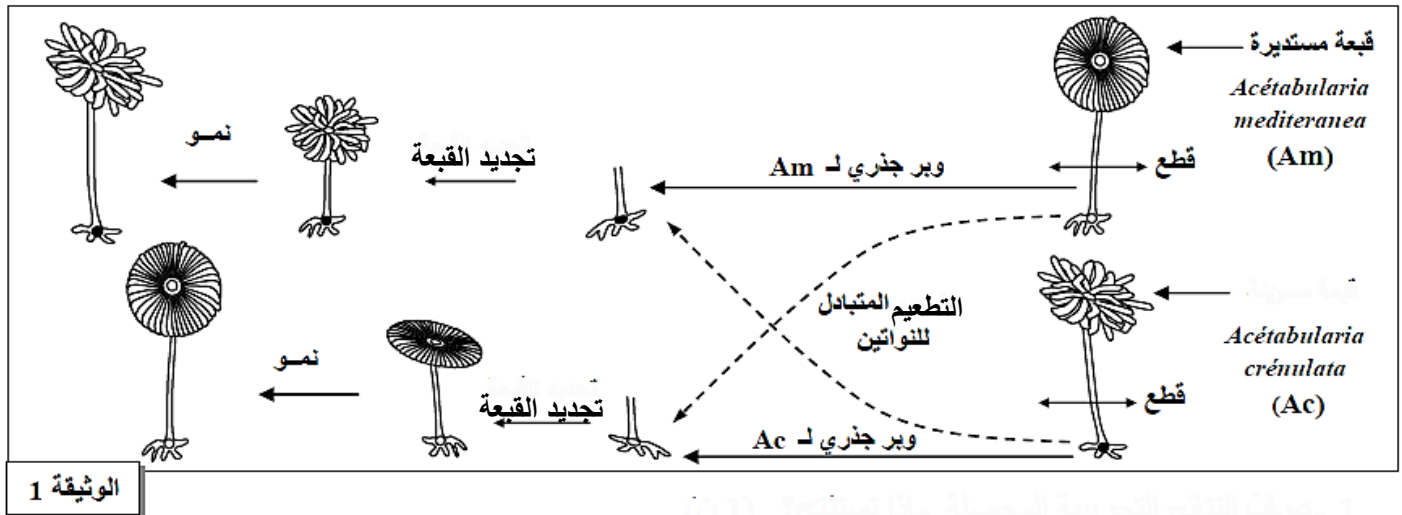 قبعة مستديرة
Acétabularia
mediteranea
(Am)
قطع
وبر جذري لـ Am
تجديد القبعة
نمــو
التطعيم المتبادل
للنواتين
Acétabularia
crénulata
(Ac)
قطع
وبر جذري لـ Ac
تجديد القبعة
نمــو
الوثيقة 1